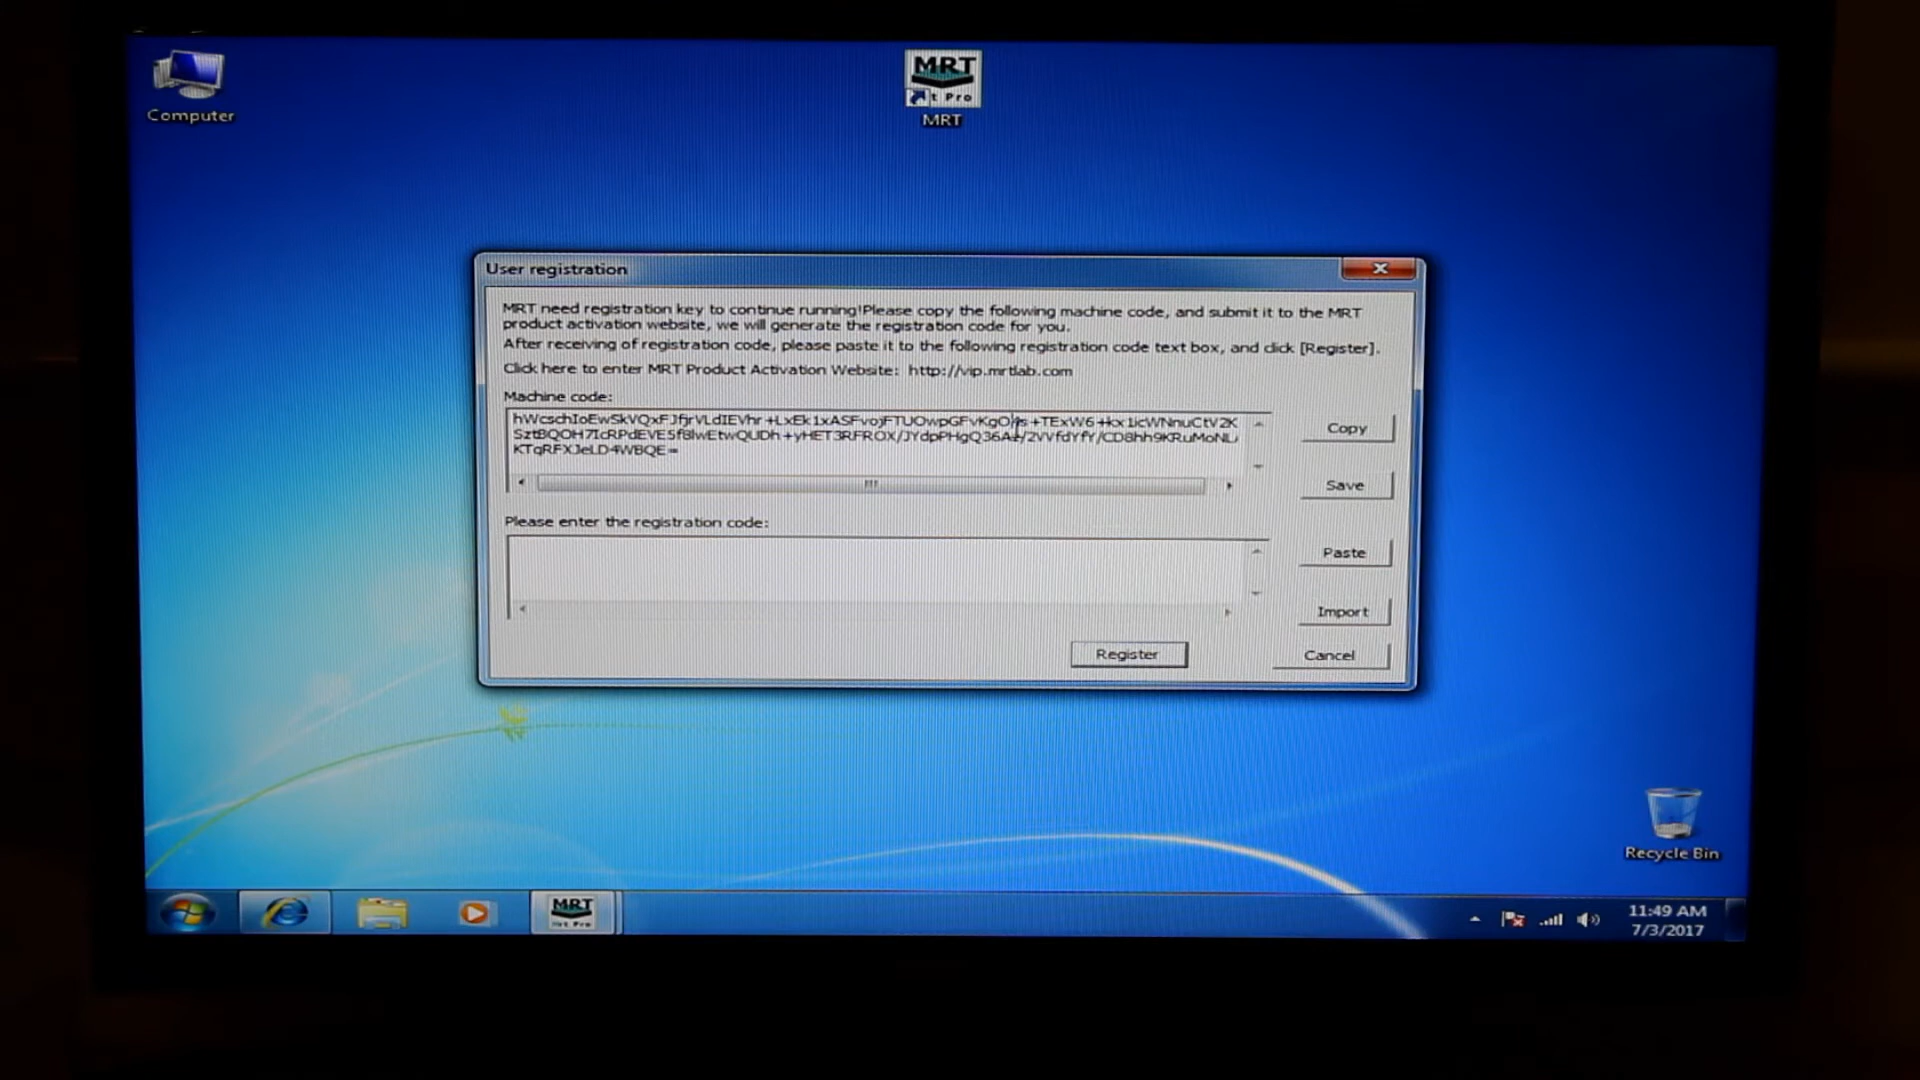 Computer
MRT
t Pro
MRT
User registration
MRT need registration key to continue running!Please copy the following machine code, and submit it to the MRT
product activation website, we will generate the registration code for you.
After receiving of registration code, please paste it to the following registration code text box, and click [Register].
Click here to enter MRT Product Activation Website: http://vip.mrtlab.com
Machine code:
KTqRFXJeLD4WBQE=
Copy
Save
Please enter the registration code:
Paste
Import
Register
Cancel
Recycle Bin
MRT
11:49 AM
7/3/2017